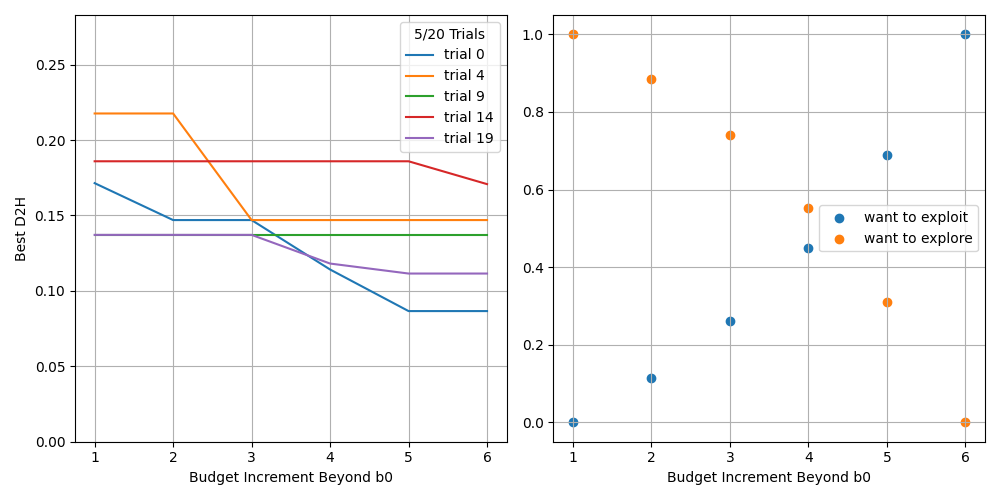 5/20 Trials
trial 0
trial 4
trial 9
trial 14
trial 19
0.25
0.20
0.15
0.10
0.05
0.00
Best D2H
1 2 3 4 5 6
Budget Increment Beyond b0
1.0
0.8
0.6
0.4
0.2
0.0
want to exploit
want to explore
1 2 3 4 5 6
Budget Increment Beyond b0